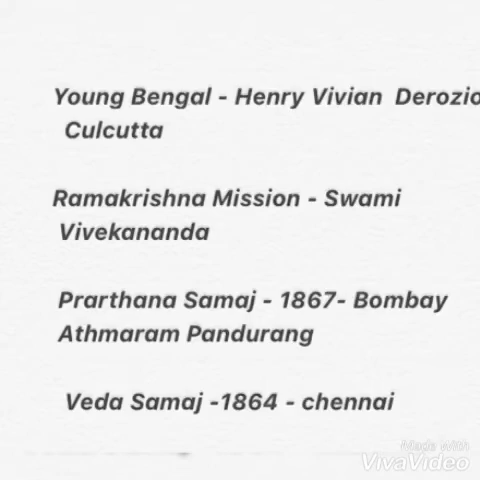 Young Bengal - Henry Vivian Derozio
Culcutta
Ramakrishna Mission - Swami
Vivekananda
Prarthana Samaj - 1867- Bombay
Athmaram Pandurang
Veda Samaj -1864 - chennai
Made With
VivaVideo